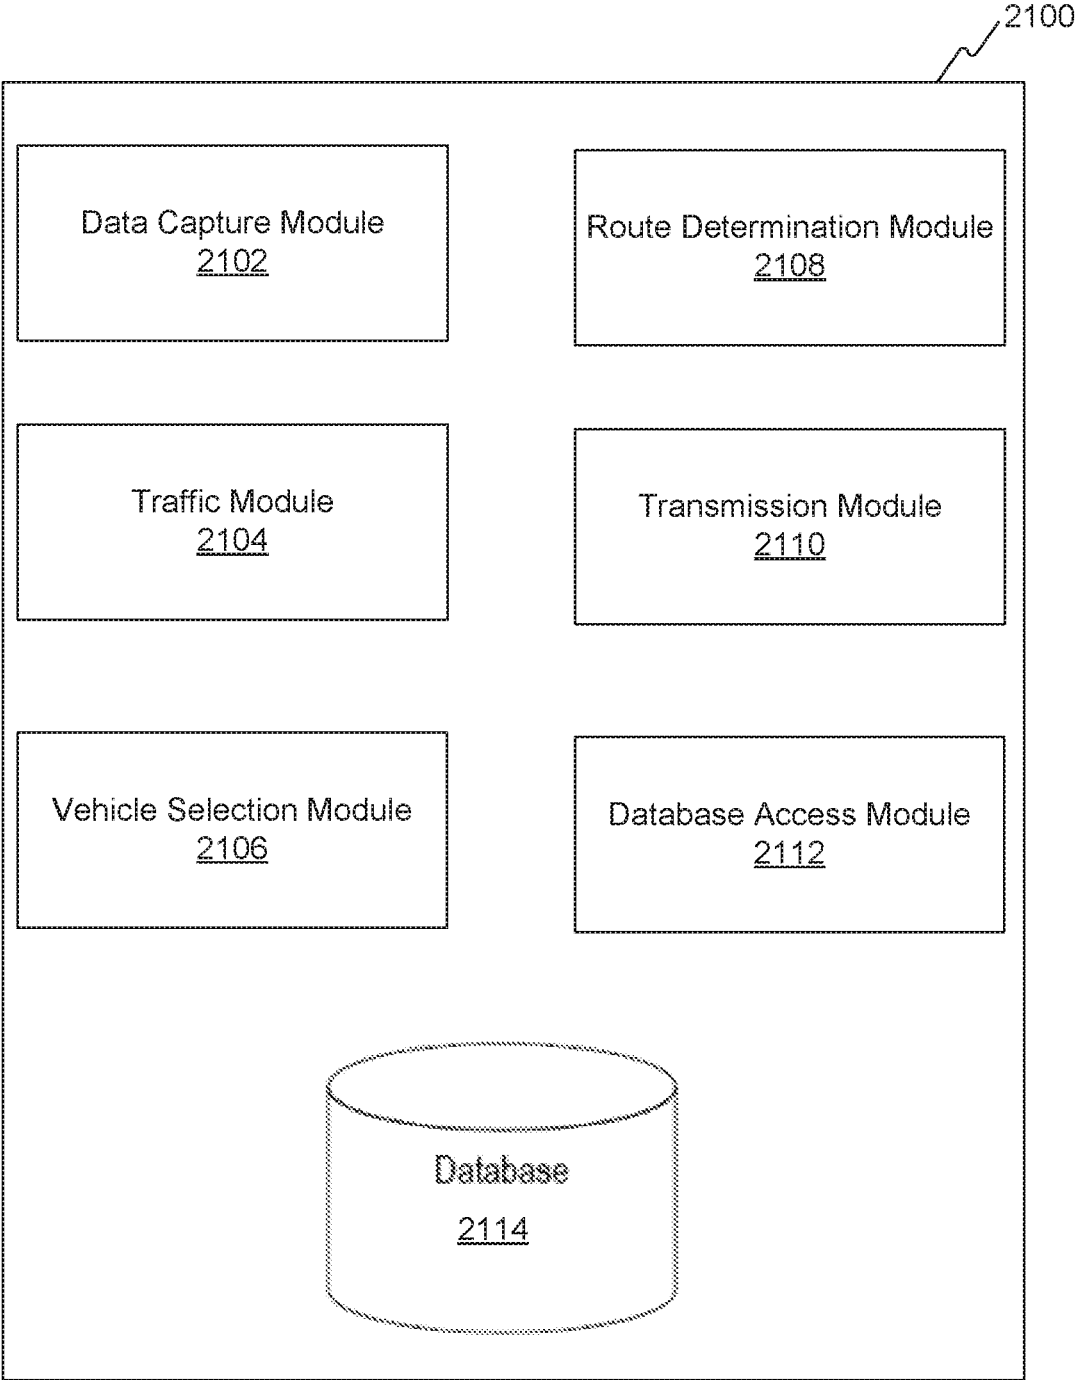 2100
Data Capture Module
2102
Route Determination Module
2108
Traffic Module
2104
Transmission Module
2110
Vehicle Selection Module
2106
Database Access Module
2112
Database
2114